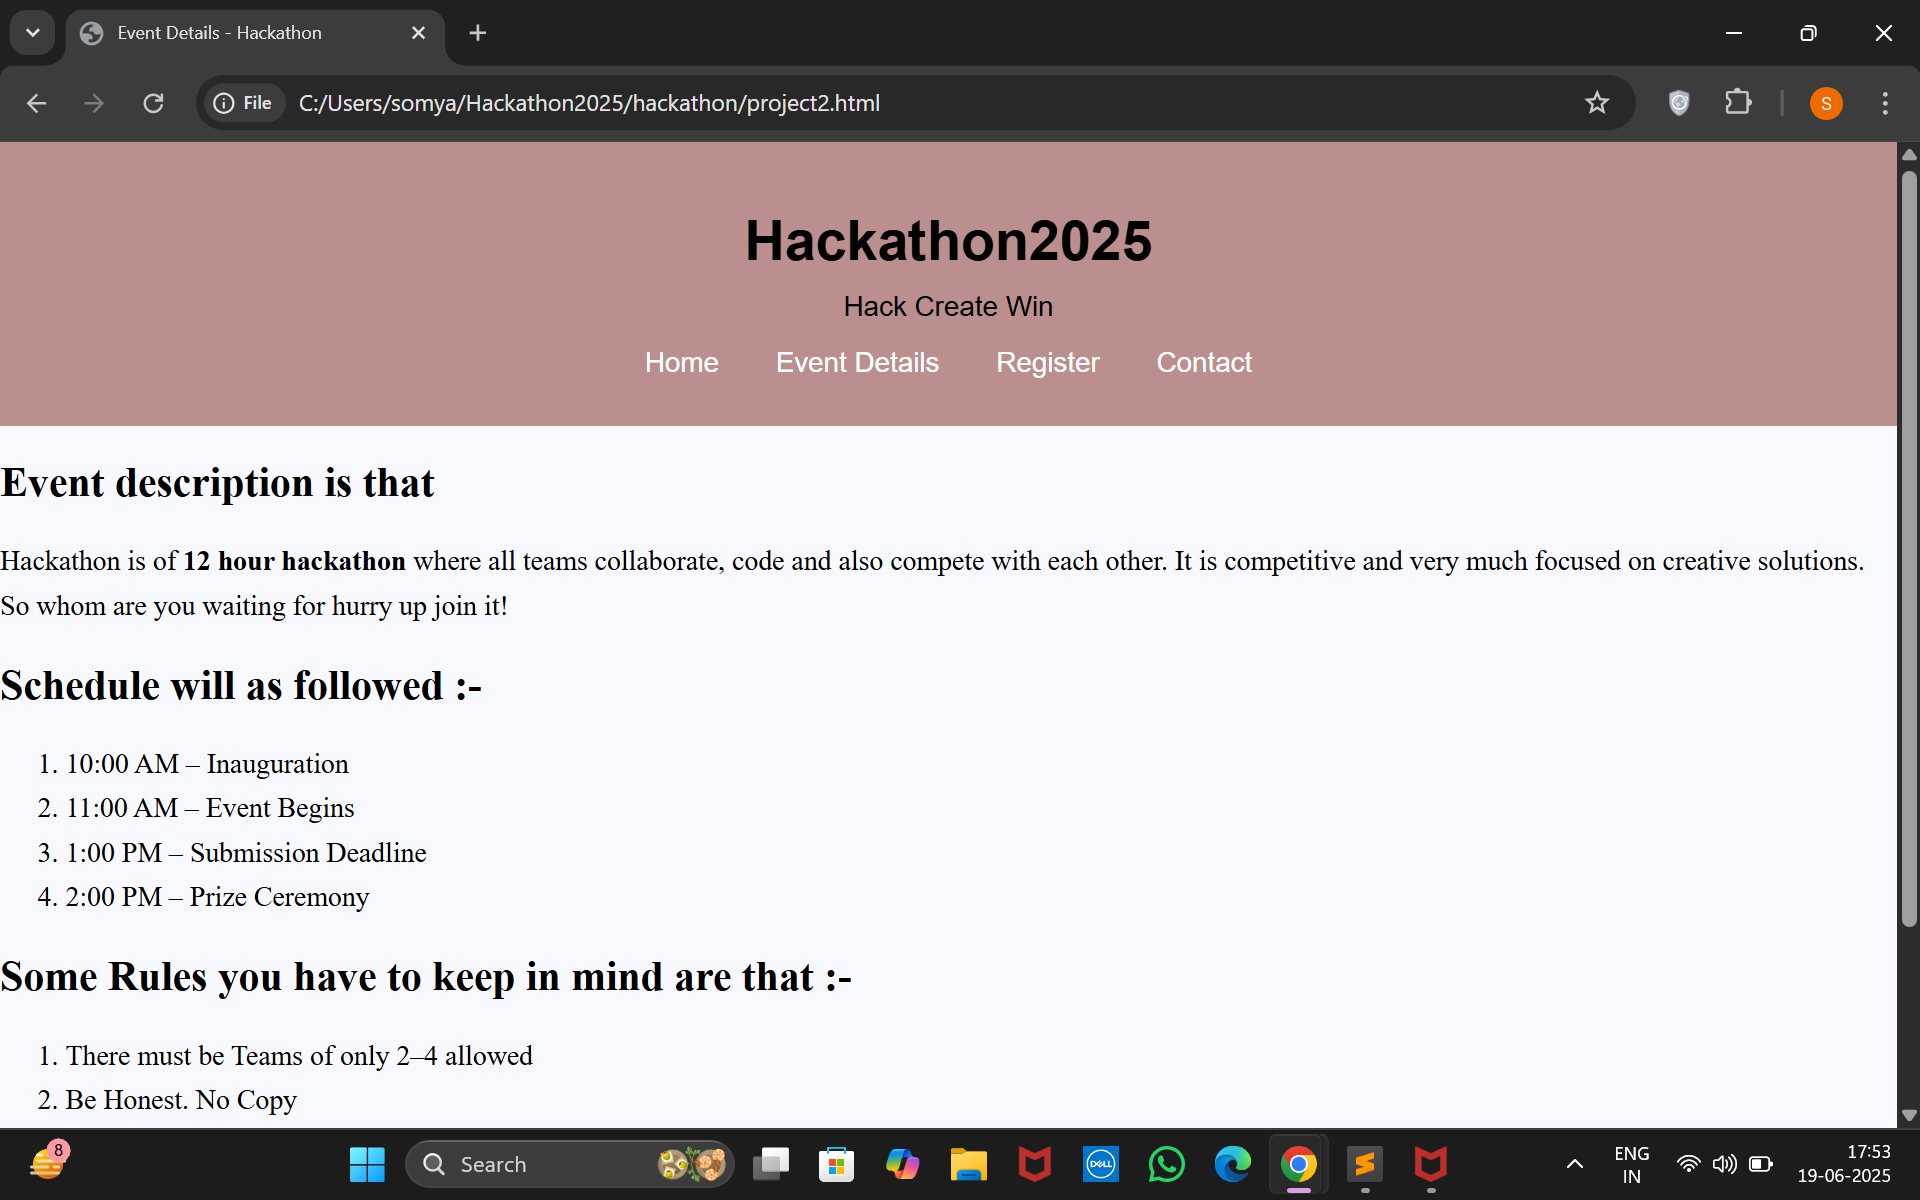 Event Details - Hackathon
File
C:/Users/somya/Hackathon2025/hackathon/project2.html
S
Hackathon2025
Hack Create Win
Home Event Details Register Contact
Event description is that
Hackathon is of 12 hour hackathon where all teams collaborate, code and also compete with each other. It is competitive and very much focused on creative solutions.
So whom are you waiting for hurry up join it!
Schedule will as followed :-
1. 10:00 AM – Inauguration
2. 11:00 AM – Event Begins
3. 1:00 PM – Submission Deadline
4. 2:00 PM – Prize Ceremony
Some Rules you have to keep in mind are that :-
1. There must be Teams of only 2–4 allowed
2. Be Honest. No Copy
8
Search
DELL
ENG
IN
17:53
19-06-2025